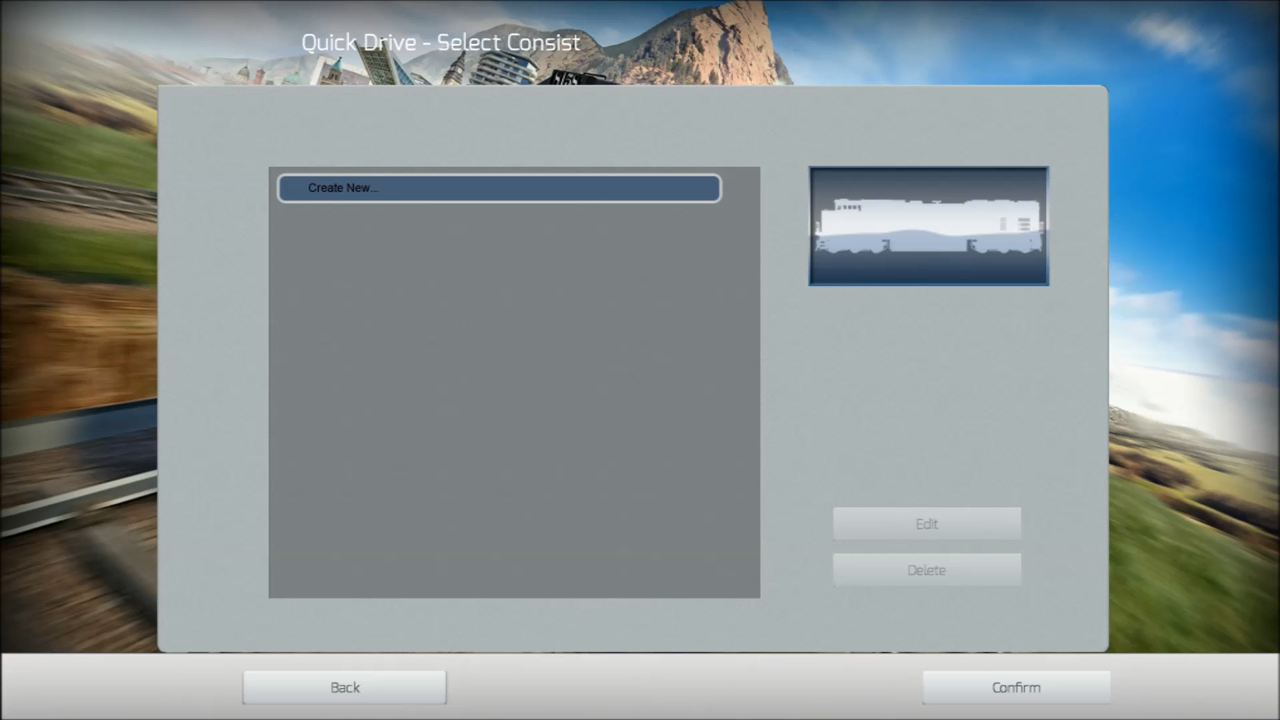 Quick Drive - Select Consist
Create New...
Edit
Delete
Back
Confirm